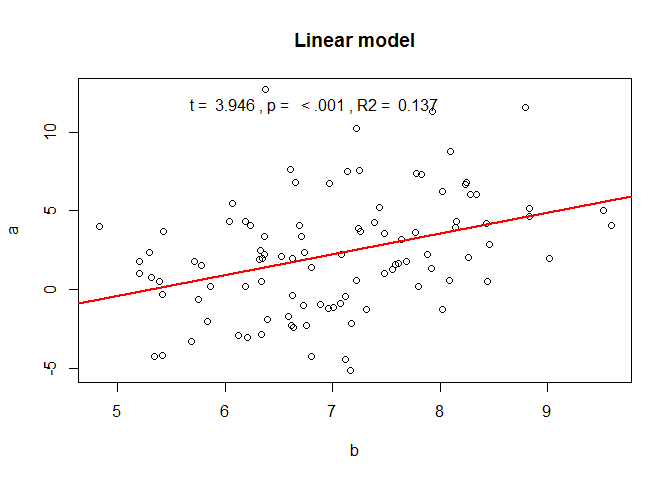 Linear model
t = 3.946 , p = < .001 , R2 = 0.137
10
5
0
-5
a
5 6 7 8 9
b